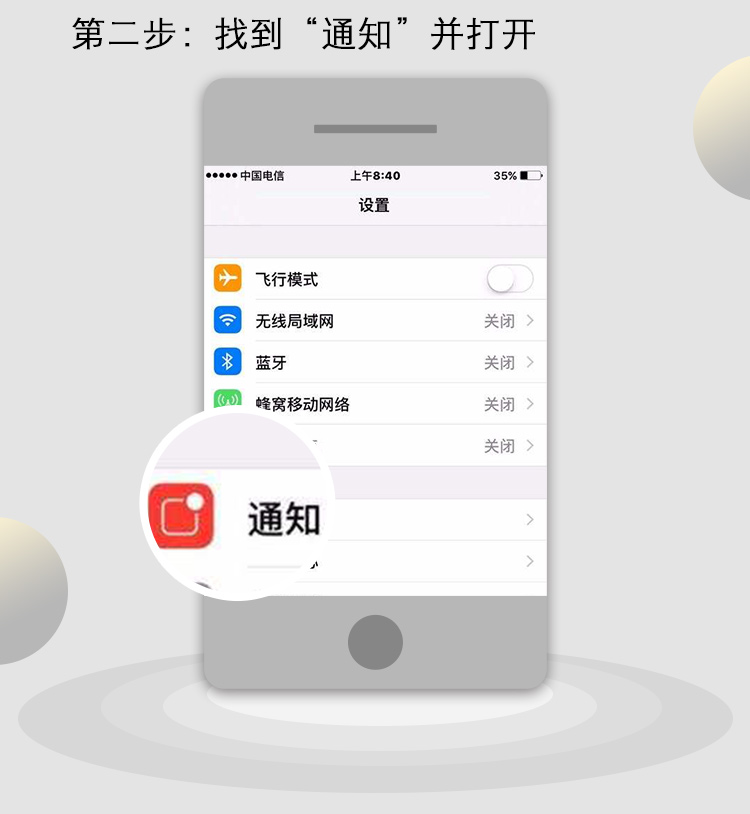 第二步：找到“通知”并打开
中国电信 上午8:40 35%
设置
飞行模式
无线局域网 关闭
蓝牙 关闭
蜂窝移动网络 关闭
关闭
通知